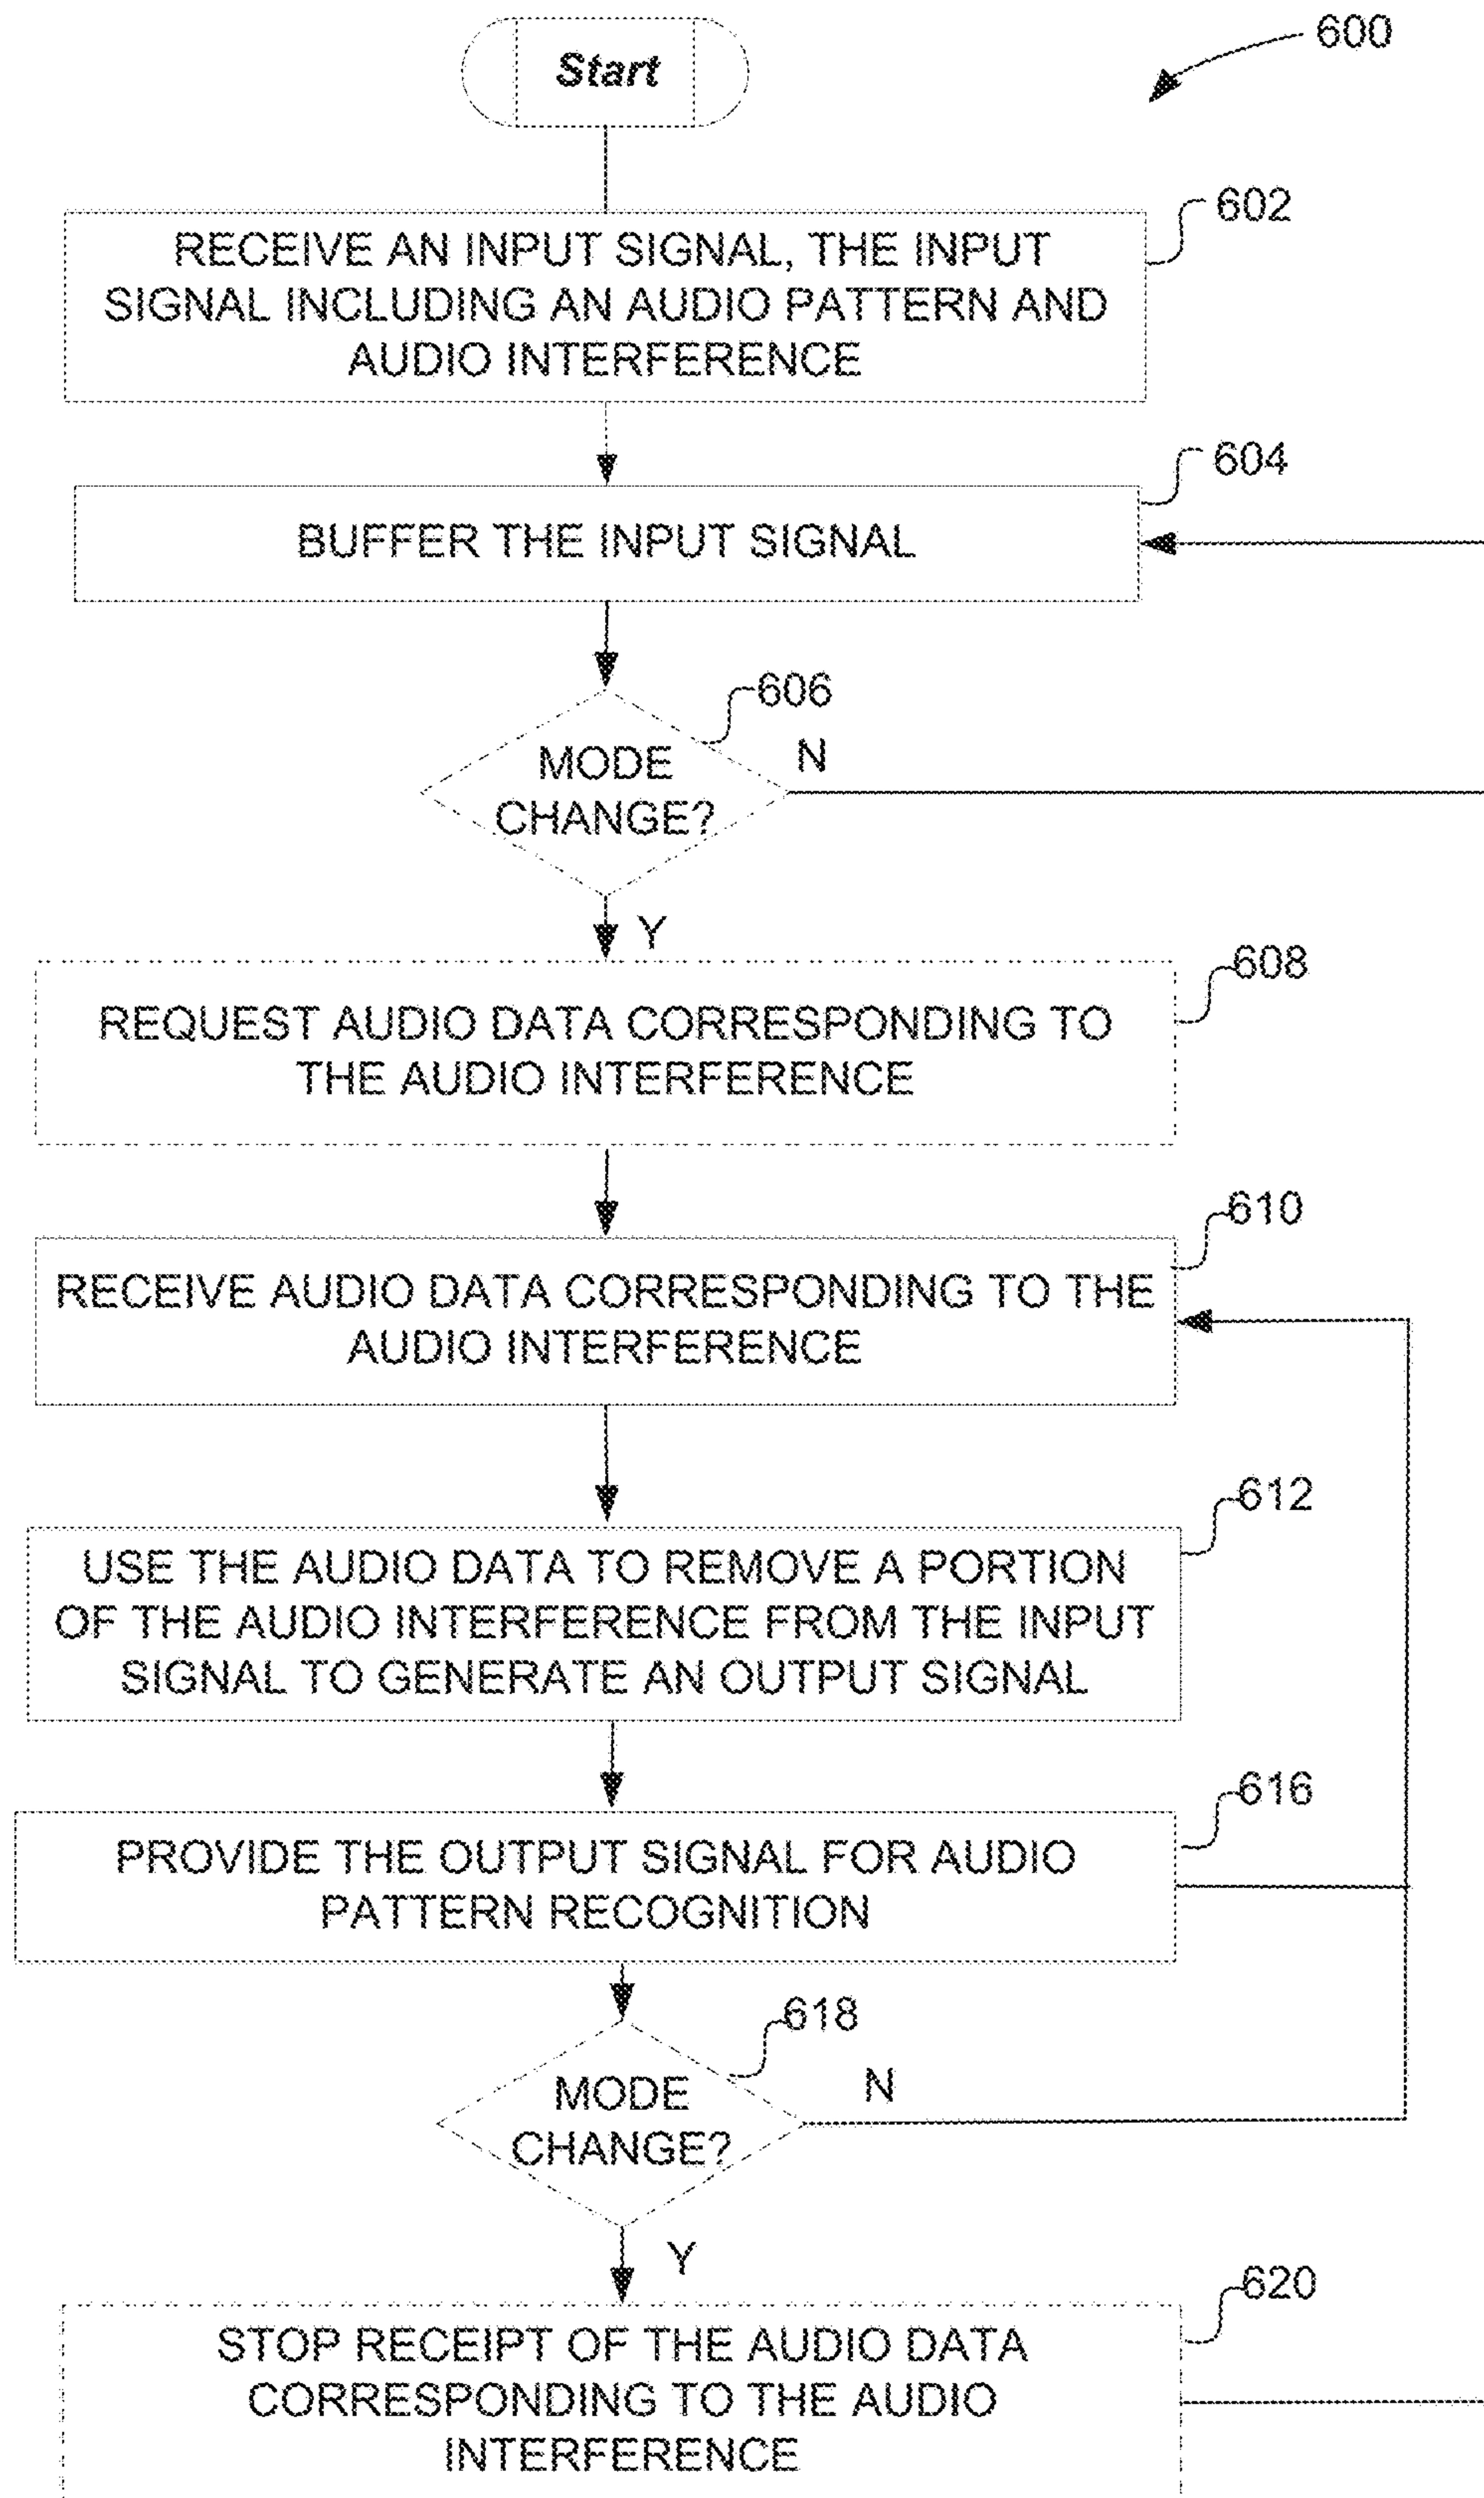 Start
600
602
RECEIVE AN INPUT SIGNAL, THE INPUT
SIGNAL INCLUDING AN AUDIO PATTERN AND
AUDIO INTERFERENCE
604
BUFFER THE INPUT SIGNAL
606
MODE
CHANGE?
N
Y
608
REQUEST AUDIO DATA CORRESPONDING TO
THE AUDIO INTERFERENCE
610
RECEIVE AUDIO DATA CORRESPONDING TO THE
AUDIO INTERFERENCE
612
USE THE AUDIO DATA TO REMOVE A PORTION
OF THE AUDIO INTERFERENCE FROM THE INPUT
SIGNAL TO GENERATE AN OUTPUT SIGNAL
616
PROVIDE THE OUTPUT SIGNAL FOR AUDIO
PATTERN RECOGNITION
618
MODE
CHANGE?
N
Y
620
STOP RECEIPT OF THE AUDIO DATA
CORRESPONDING TO THE AUDIO
INTERFERENCE